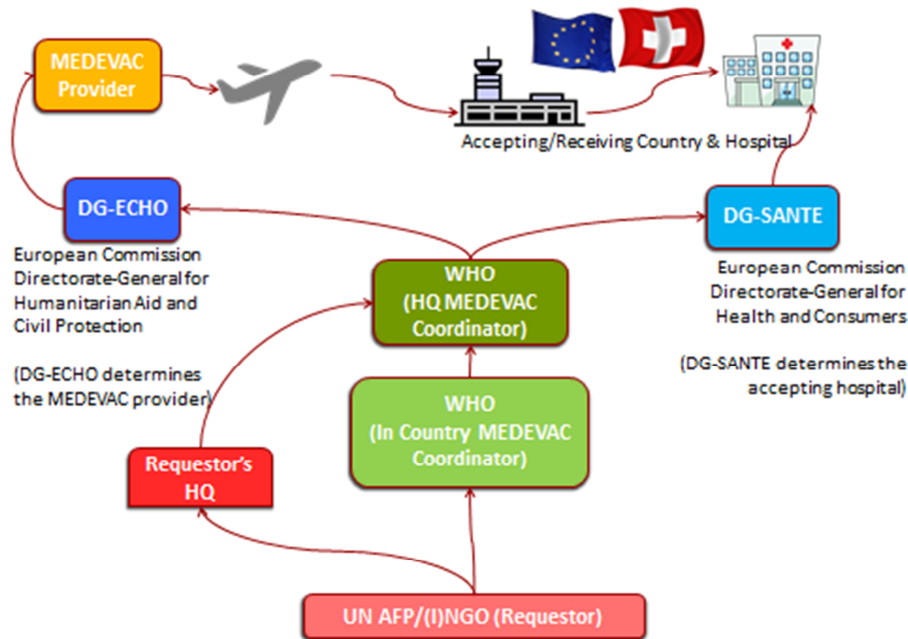 MEDEVAC
Provider
Accepting/Receiving Country & Hospital
DG-ECHO
European Commission
Directorate-General for
Humanitarian Aid and
Civil Protection
(DG-ECHO determines
the MEDEVAC provider)
DG-SANTE
European Commission
Directorate-General for
Health and Consumers
(DG-SANTE determines the
accepting hospital)
WHO
(HQ MEDEVAC
Coordinator)
WHO
(In Country MEDEVAC
Coordinator)
Requestor's
HQ
UN AFP/(I)NGO (Requestor)